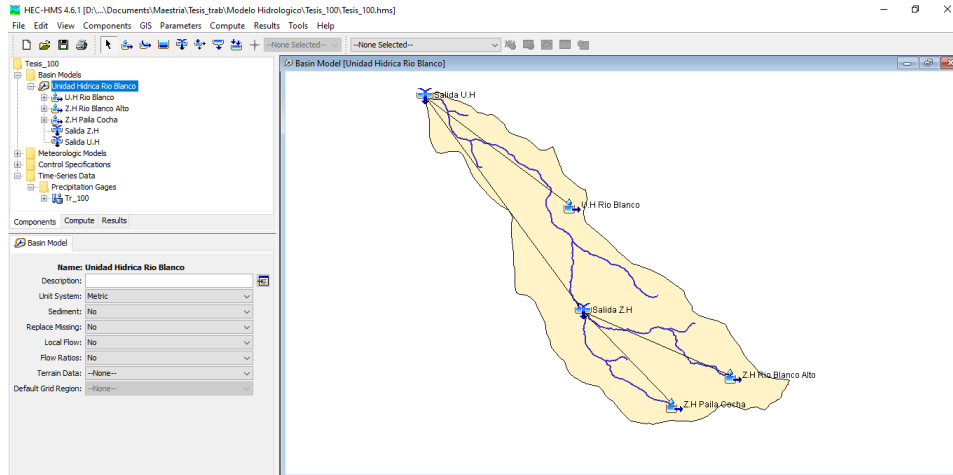 HEC-HMS 4.6.1 [D:\...\Documents\Maestria\Tesis_trab\Modelo Hidrologico\Tesis_100\Tesis_100.hms]
File Edit View Components GIS Parameters Compute Results Tools Help
--None Selected-- --None Selected--
Tesis_100
Basin Models
Unidad Hidrica Rio Blanco
U.H Rio Blanco
Z.H Rio Blanco Alto
Z.H Paila Cocha
Salida Z.H
Salida U.H
Meteorologic Models
Control Specifications
Time-Series Data
Precipitation Gages
Tr_100
Components Compute Results
Basin Model
Name: Unidad Hidrica Rio Blanco
Description:
Unit System: Metric
Sediment: No
Replace Missing: No
Local Flow: No
Flow Ratios: No
Terrain Data: --None--
Default Grid Region: --None--
Basin Model [Unidad Hidrica Rio Blanco]
Salida U.H
U.H Rio Blanco
Salida Z.H
Z.H Rio Blanco Alto
Z.H Paila Cocha